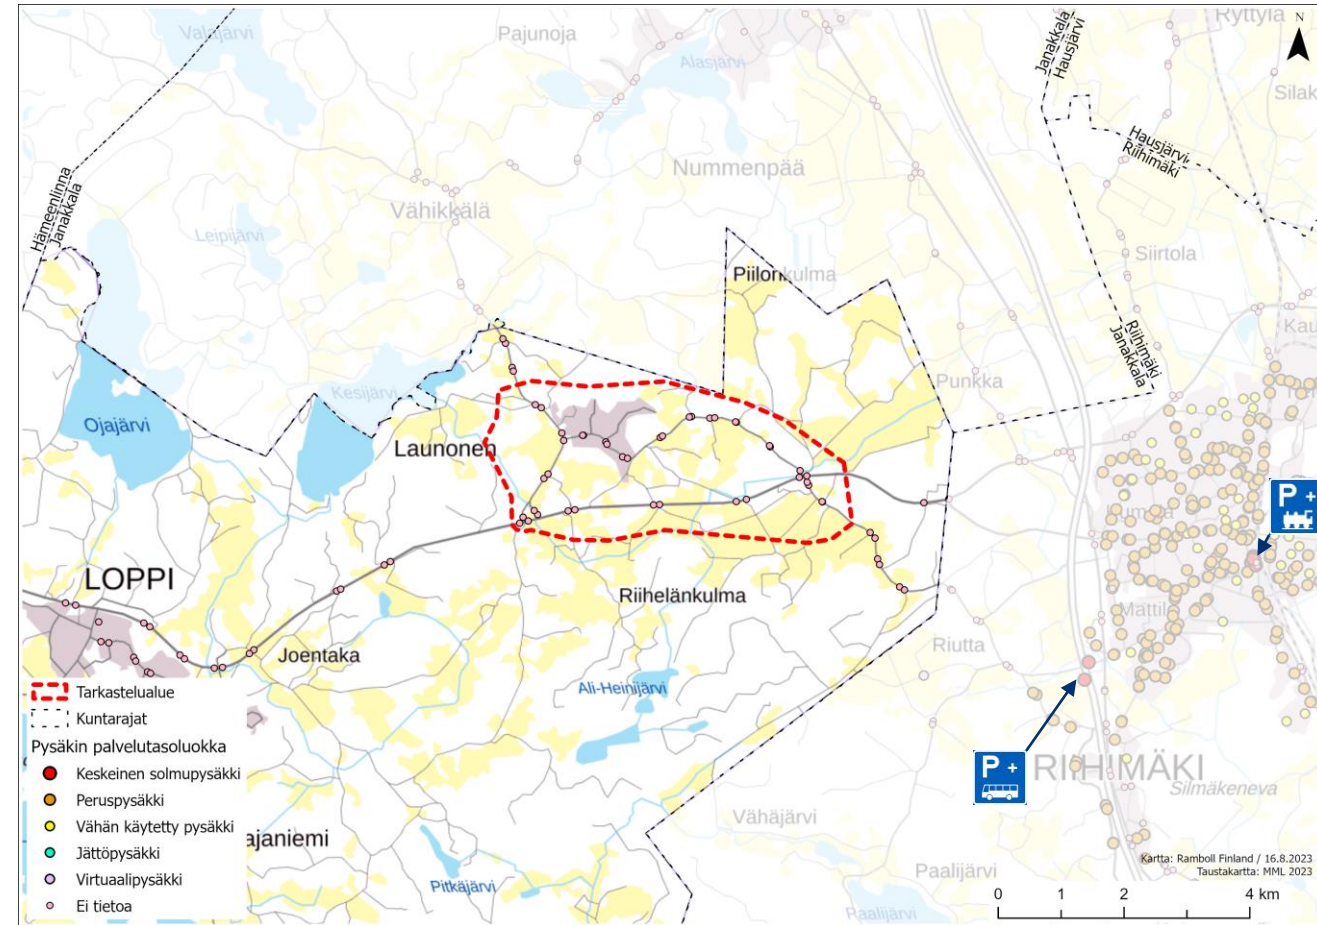 Ryttylä
N
Valajärvi
Pajunoja
Alasjärvi
Janakkala
Hausjärvi
Silak
Hausjärvi
Riihimäki
Nummenpää
Hämeenlinna
Janakkala
Vähikkälä
Leipijärvi
Siirtola
Piilonkulma
Riihimäki
Janakkala
Kau
Kesijärvi
Punkka
Ojajärvi
Launonen
P +
LOPPI
Riihelänkulma
Mattila
Riutta
Joentaka
Ali-Heinijärvi
Tarkastelualue
Kuntarajat
Pysäkin palvelutasoluokka
Keskeinen solmupysäkki
Peruspysäkki
Vähän käytetty pysäkki
Jättöpysäkki
Virtuaalipysäkki
Ei tietoa
P +
RIIHIMÄKI
Silmäkeneva
Vähäjärvi
ajaniemi
Pitkäjärvi
Paalijärvi
Paalijärvi
Kartta: Ramboll Finland / 16.8.2023
Taustakartta: MML 2023
0 1 2 4 km